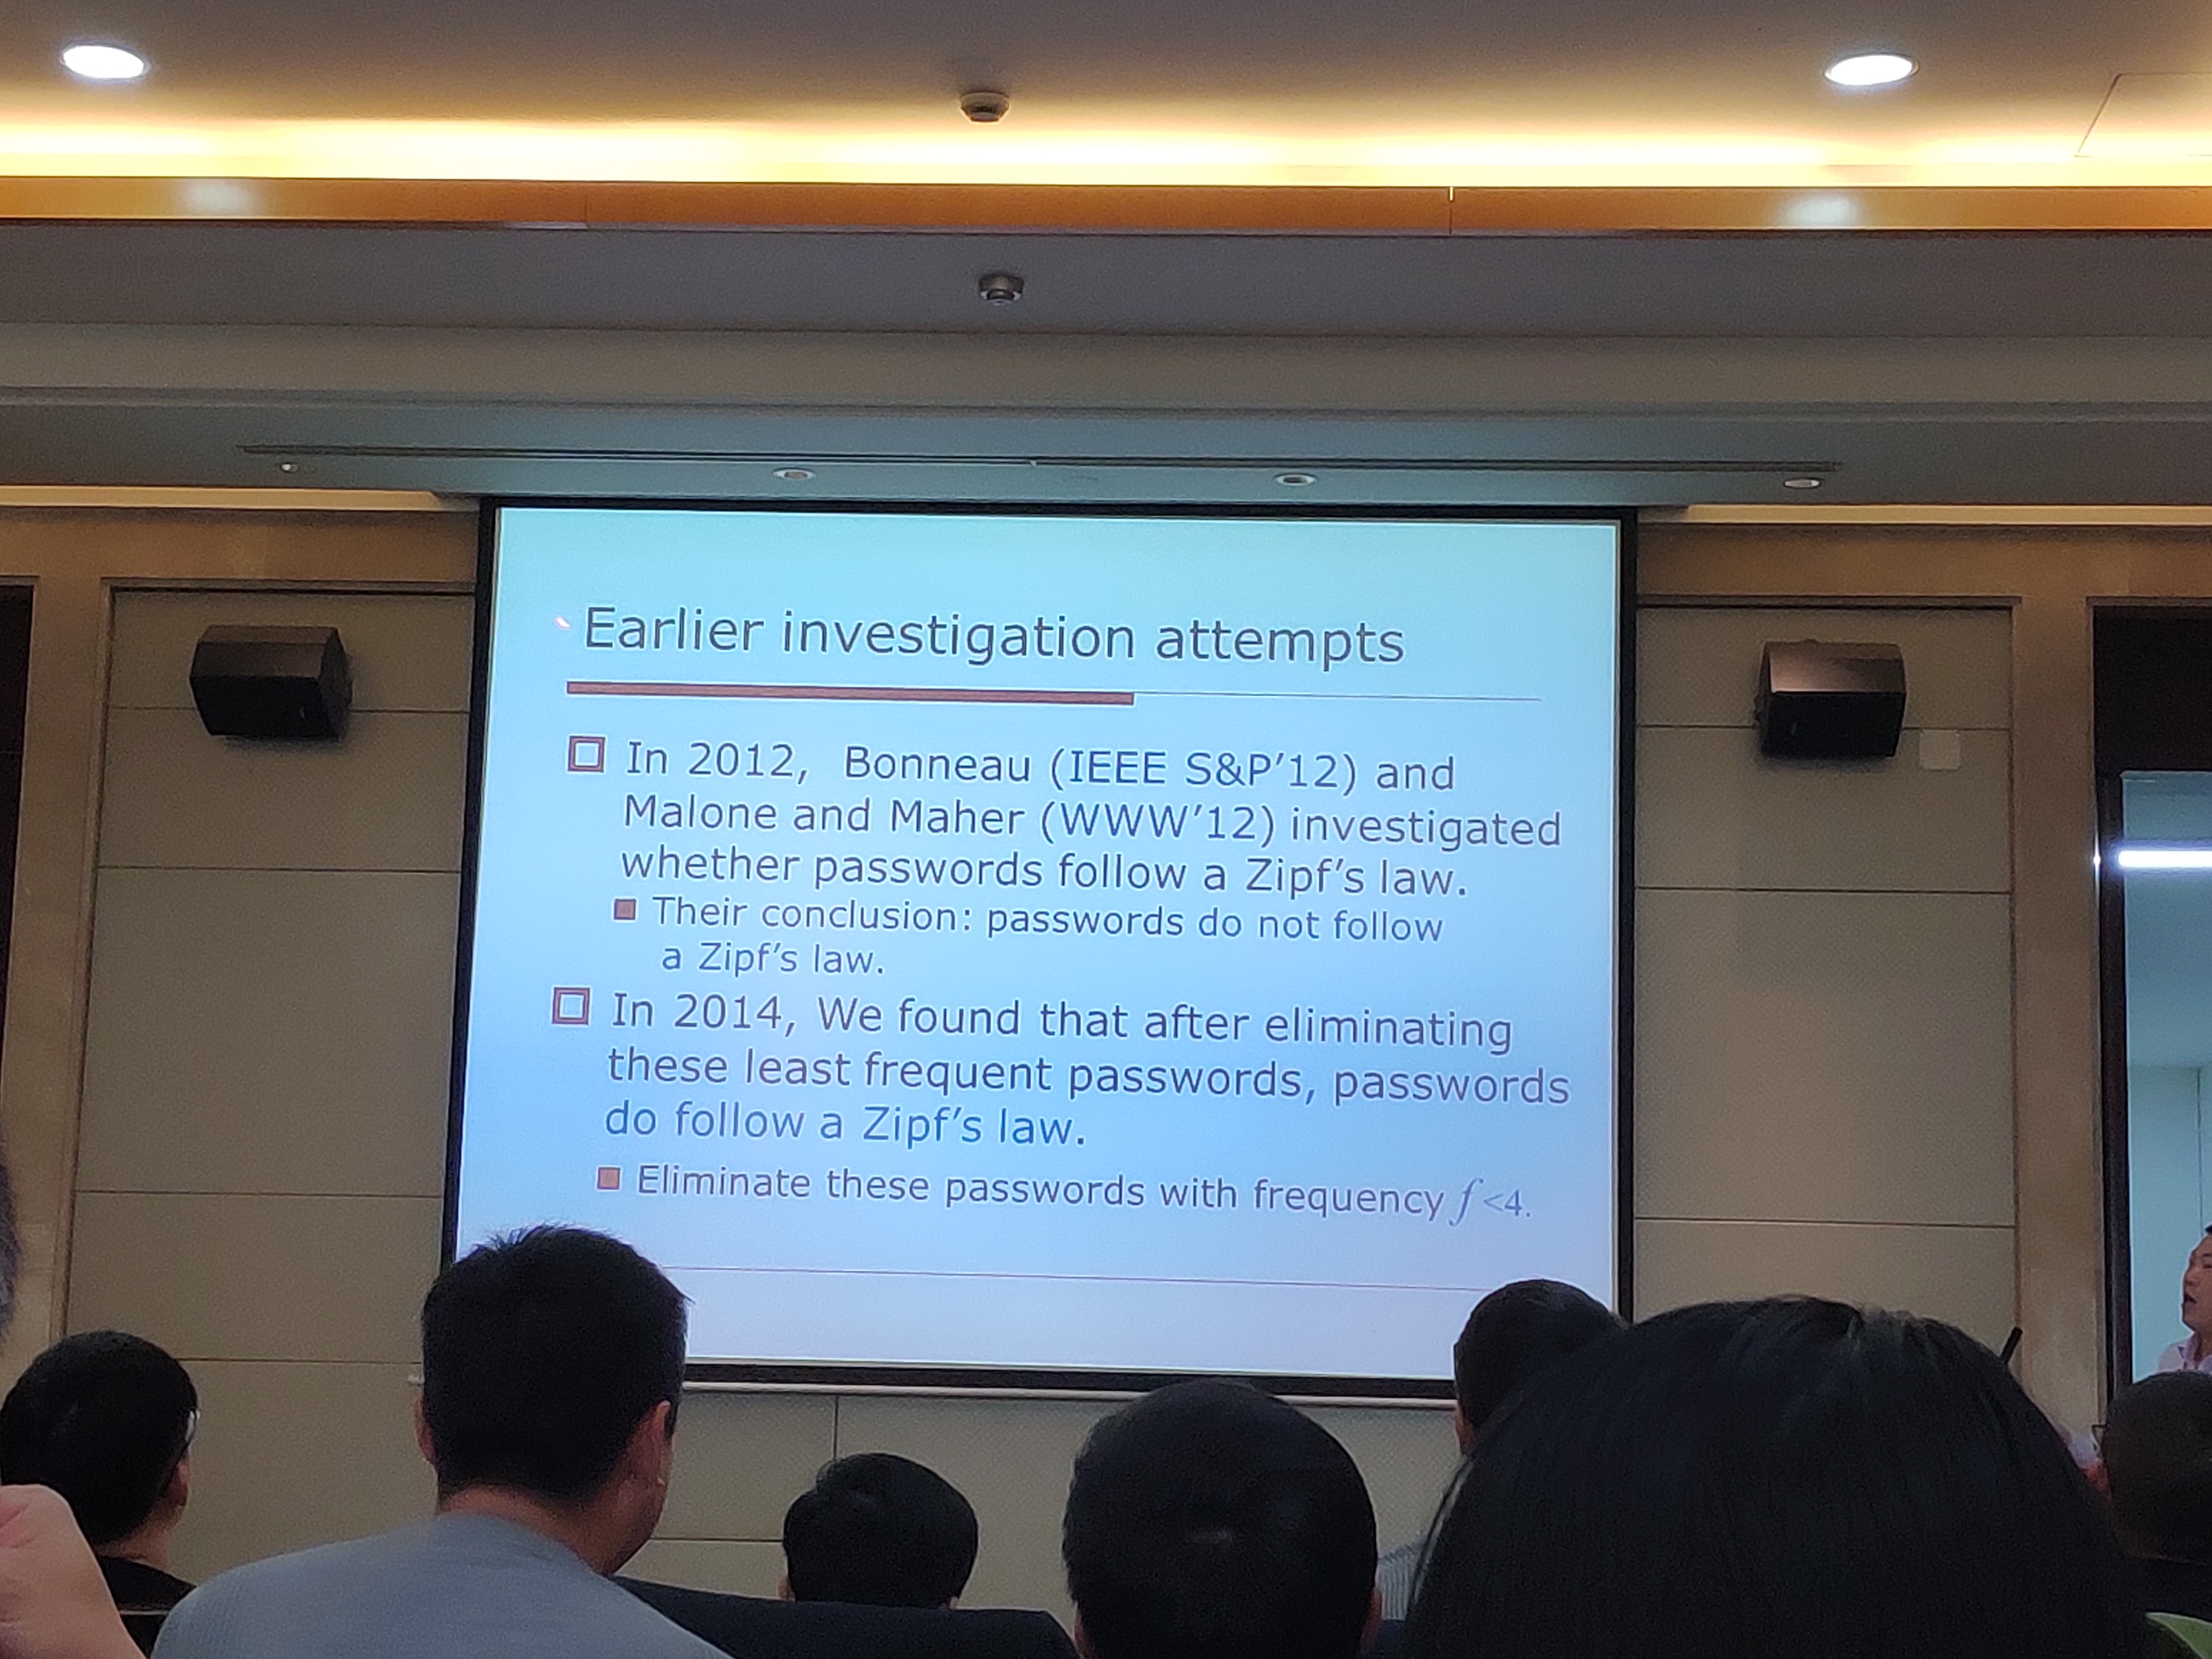 Earlier investigation attempts
In 2012, Bonneau (IEEE S&P'12) and
Malone and Maher (WWW'12) investigated
whether passwords follow a Zipf's law.
Their conclusion: passwords do not follow
a Zipf's law.
In 2014, We found that after eliminating
these least frequent passwords, passwords
do follow a Zipf's law.
Eliminate these passwords with frequency f <4.